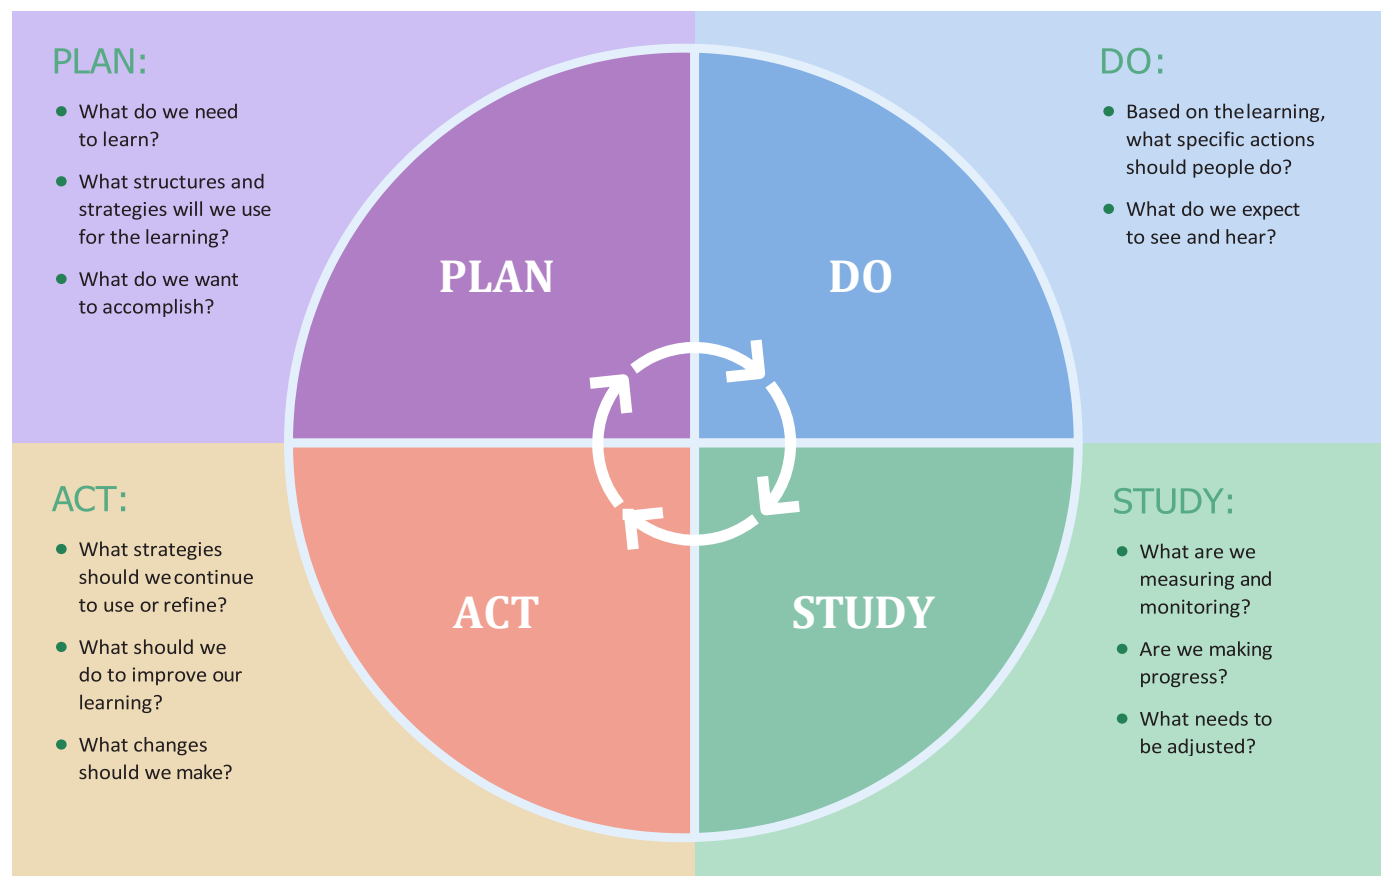 PLAN:
What do we need
to learn?
What structures and
strategies will we use
for the learning?
What do we want
to accomplish?
DO:
Based on the learning,
what specific actions
should people do?
What do we expect
to see and hear?
PLAN
DO
ACT
STUDY
ACT:
What strategies
should we continue
to use or refine?
What should we
do to improve our
learning?
What changes
should we make?
STUDY:
What are we
measuring and
monitoring?
Are we making
progress?
What needs to
be adjusted?